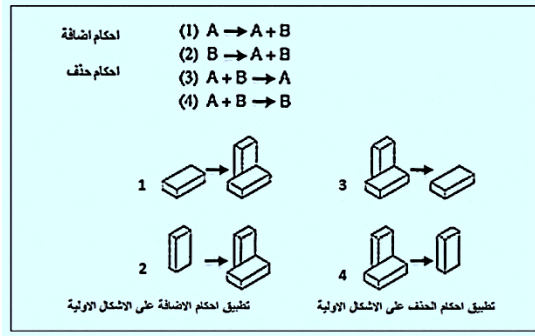 احكام اضافة
(1) A → A + B
(2) B → A + B
احكام حذف
(3) A + B → A
(4) A + B → B
1
3
2
4
تطبيق احكام الاضافة على الاشكال الاولية
تطبيق احكام الحذف على الاشكال الاولية